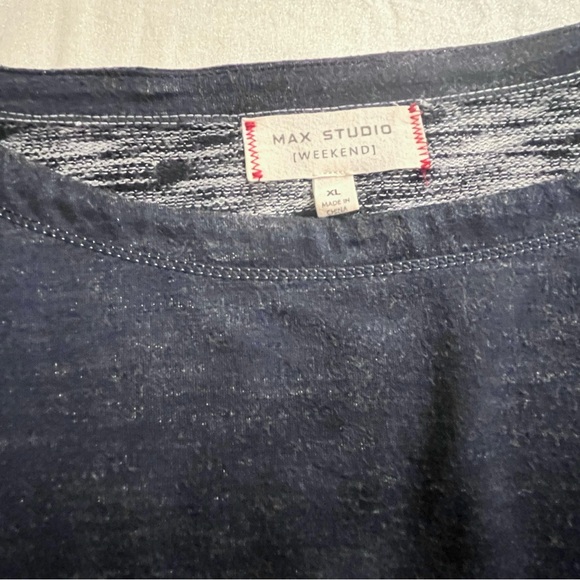 MAX STUDIO
[WEEKEND]
XL
MADE IN
CHINA